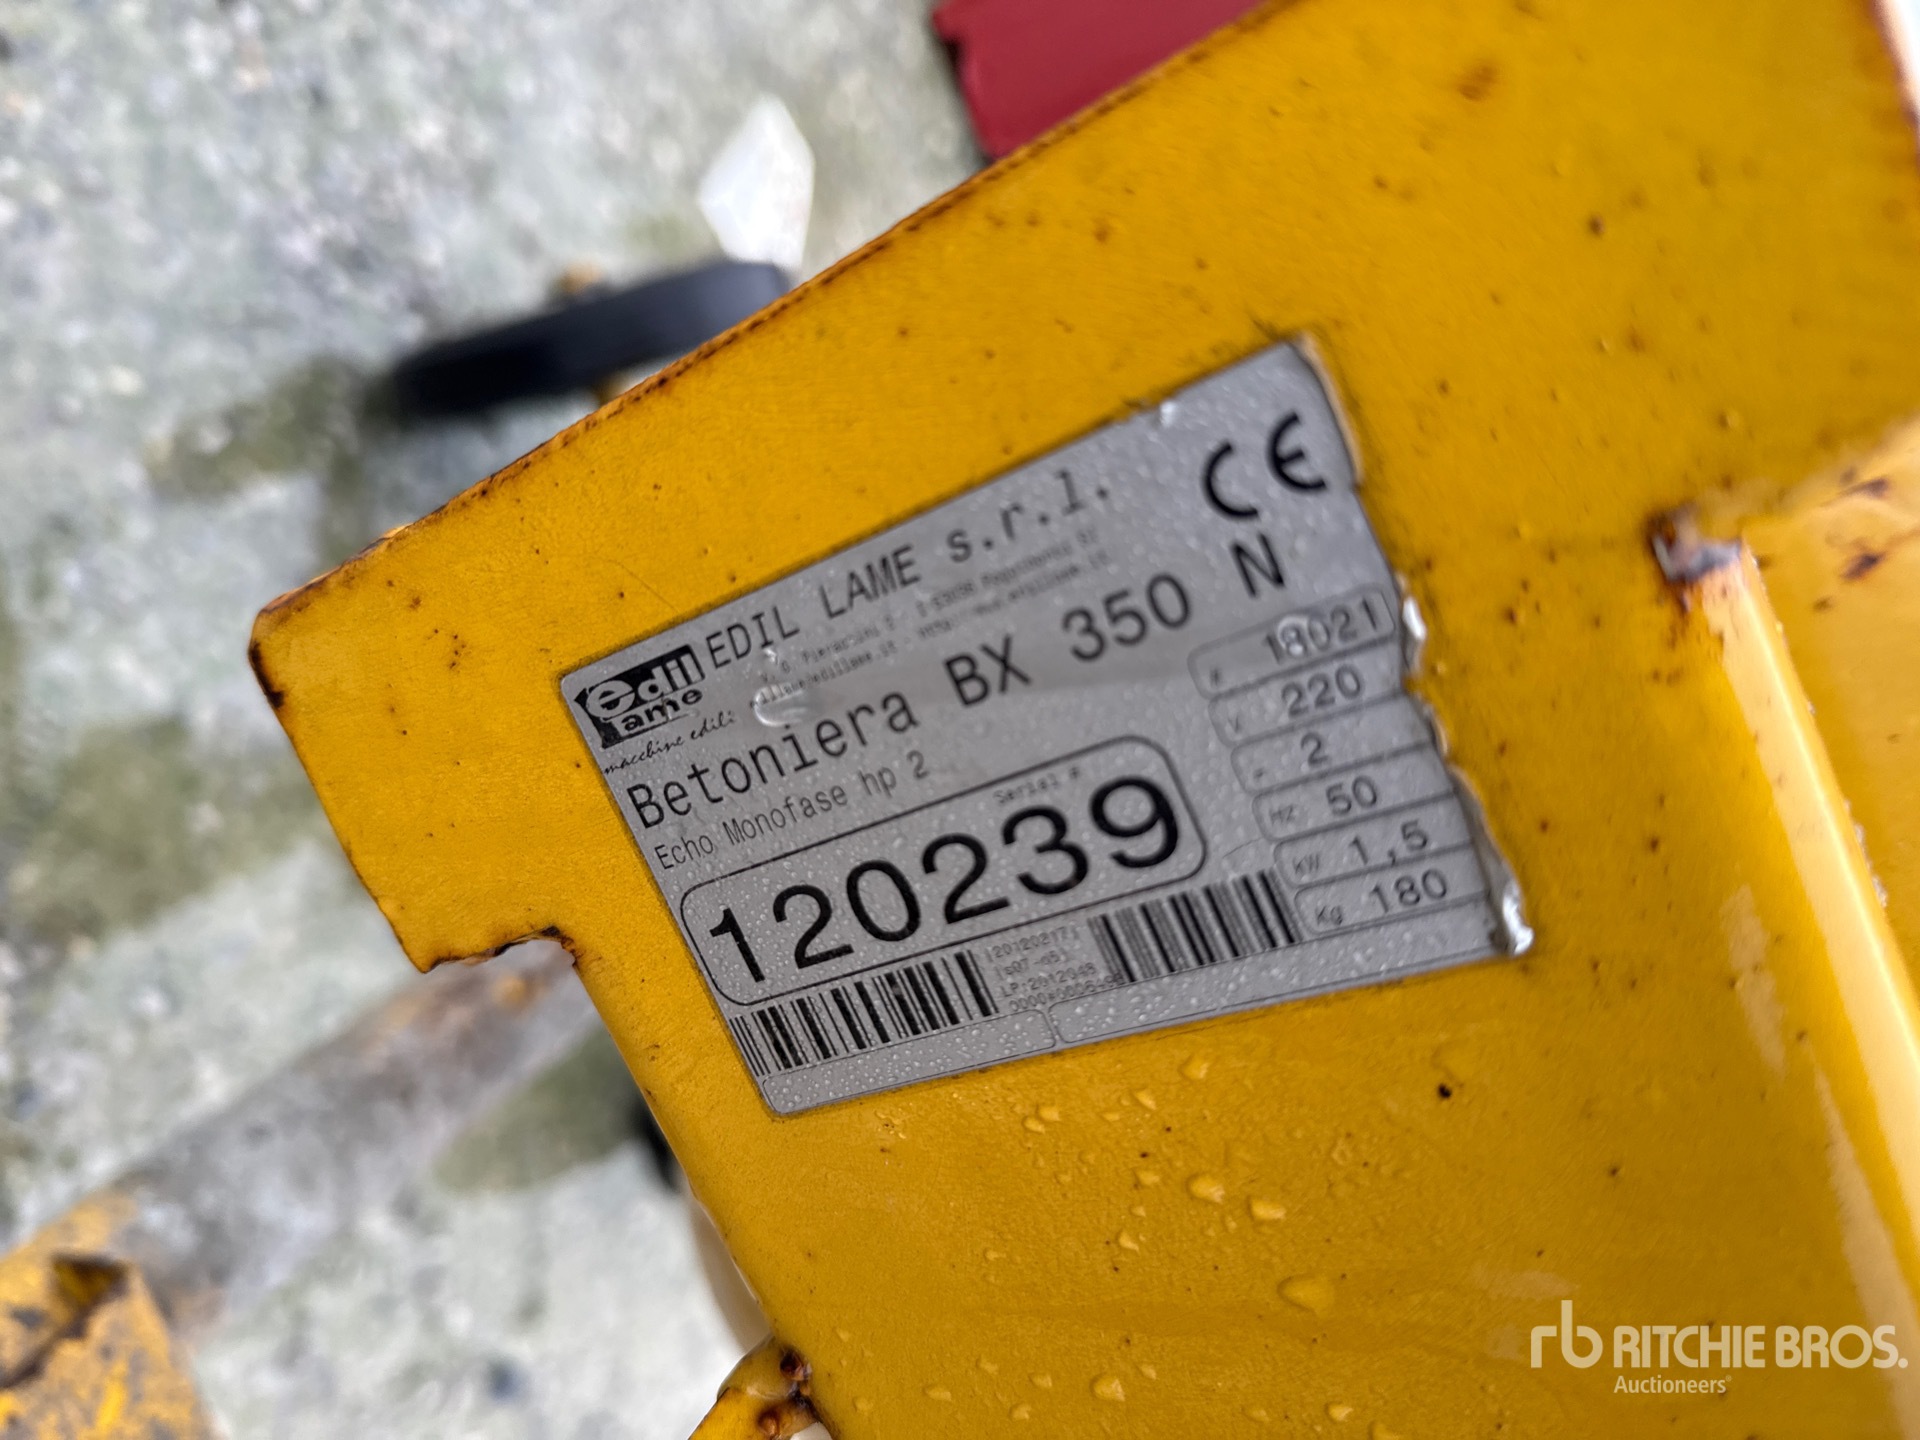 edil
lame
macchine edili
EDIL LAME s.r.l.
CE
Betoniera BX 350 N
Echo Monofase hp 2
Serial #
120239
# 18021
V 220
2
Hz 50
kW 1,5
Kg 180
rb RITCHIE BROS.
Auctioneers